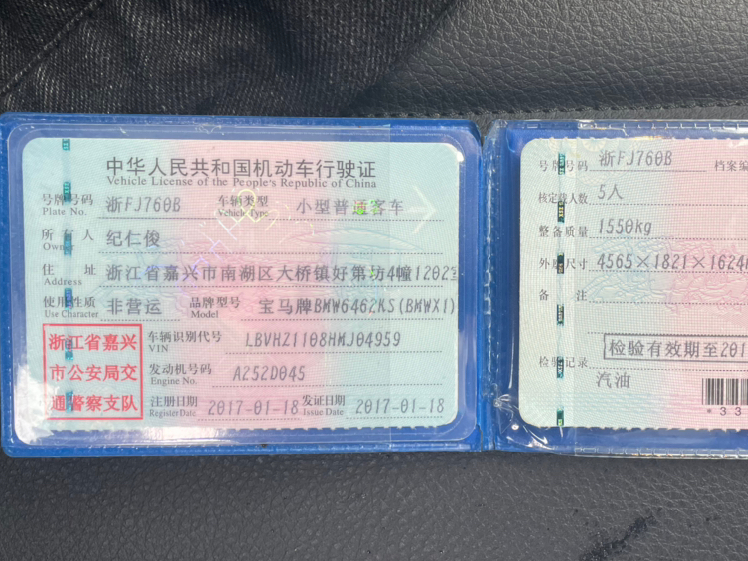 中华人民共和国机动车行驶证
Vehicle License of the People's Republic of China
号牌号码 浙FJ760B 车辆类型 小型普通客车
Plate No. Vehicle Type
所有人 纪仁俊
Owner
住址 浙江省嘉兴市南湖区大桥镇好第坊4幢1202室
Address
使用性质 非营运 品牌型号 宝马牌BMW6462KS(BMWX1)
Use Character Model
浙江省嘉兴
市公安局交
通警察支队
车辆识别代号 LBVHZ1108HMJ04959
VIN
发动机号码 A252D045
Engine No.
注册日期 2017-01-18 发证日期 2017-01-18
Register Date Issue Date
号牌号码 浙FJ760B 档案编
核定载人数 5人
整备质量 1550kg
外廓尺寸 4565×1821×1624
备注
检验有效期至201
检验记录
汽油
*33